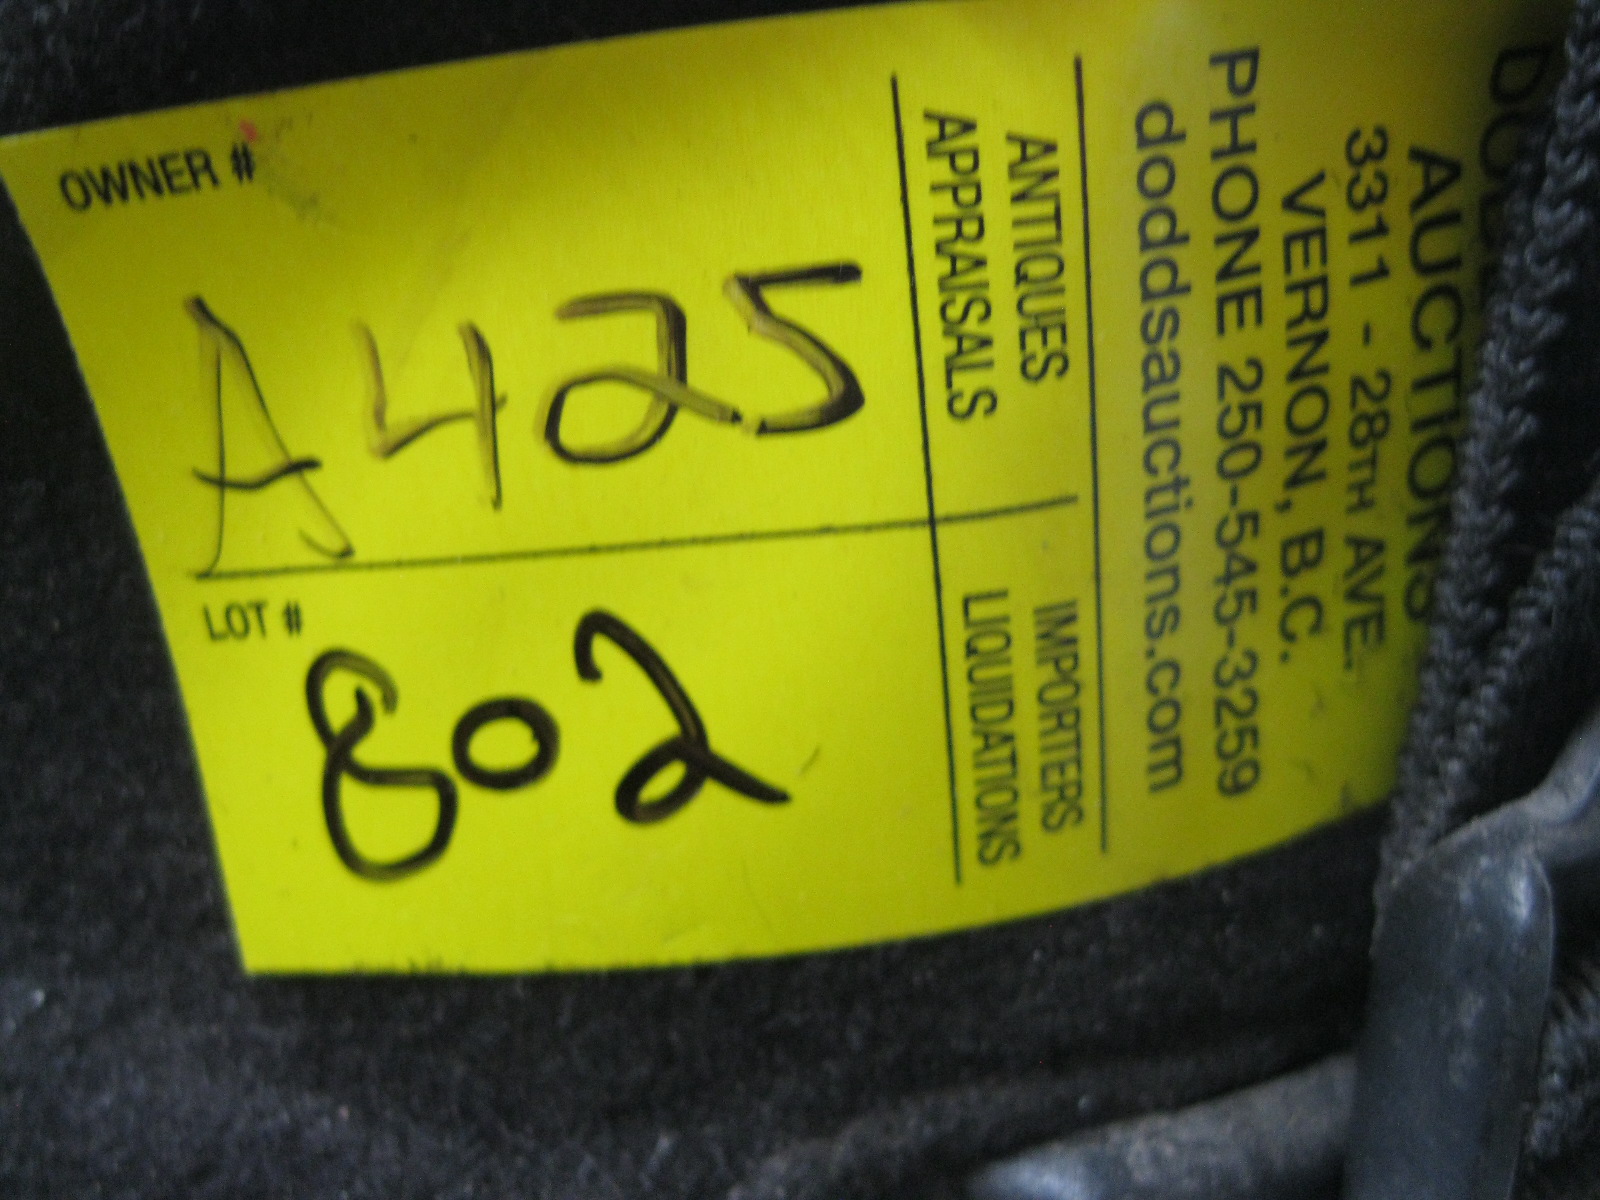 AUCTIONS
3311 - 28TH AVE.
VERNON, B.C.
PHONE 250-545-3259
doddsauctions.com
ANTIQUES IMPORTERS
APPRAISALS LIQUIDATIONS
OWNER #
A425
LOT #
802